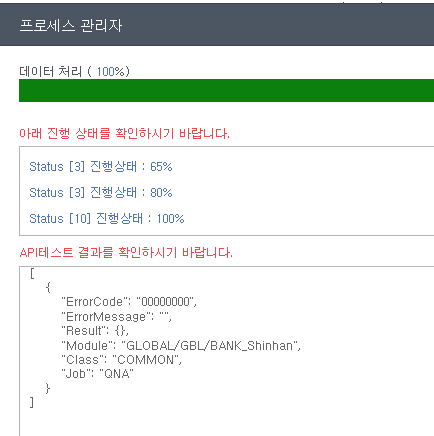 프로세스 관리자
데이터 처리 ( 100%)
아래 진행 상태를 확인하시기 바랍니다.
Status [3] 진행상태 : 65%
Status [3] 진행상태 : 80%
Status [10] 진행상태 : 100%
API테스트 결과를 확인하시기 바랍니다.
[
{
"ErrorCode": "00000000",
"ErrorMessage": "",
"Result": {},
"Module": "GLOBAL/GBL/BANK_Shinhan",
"Class": "COMMON",
"Job": "QNA"
}
]